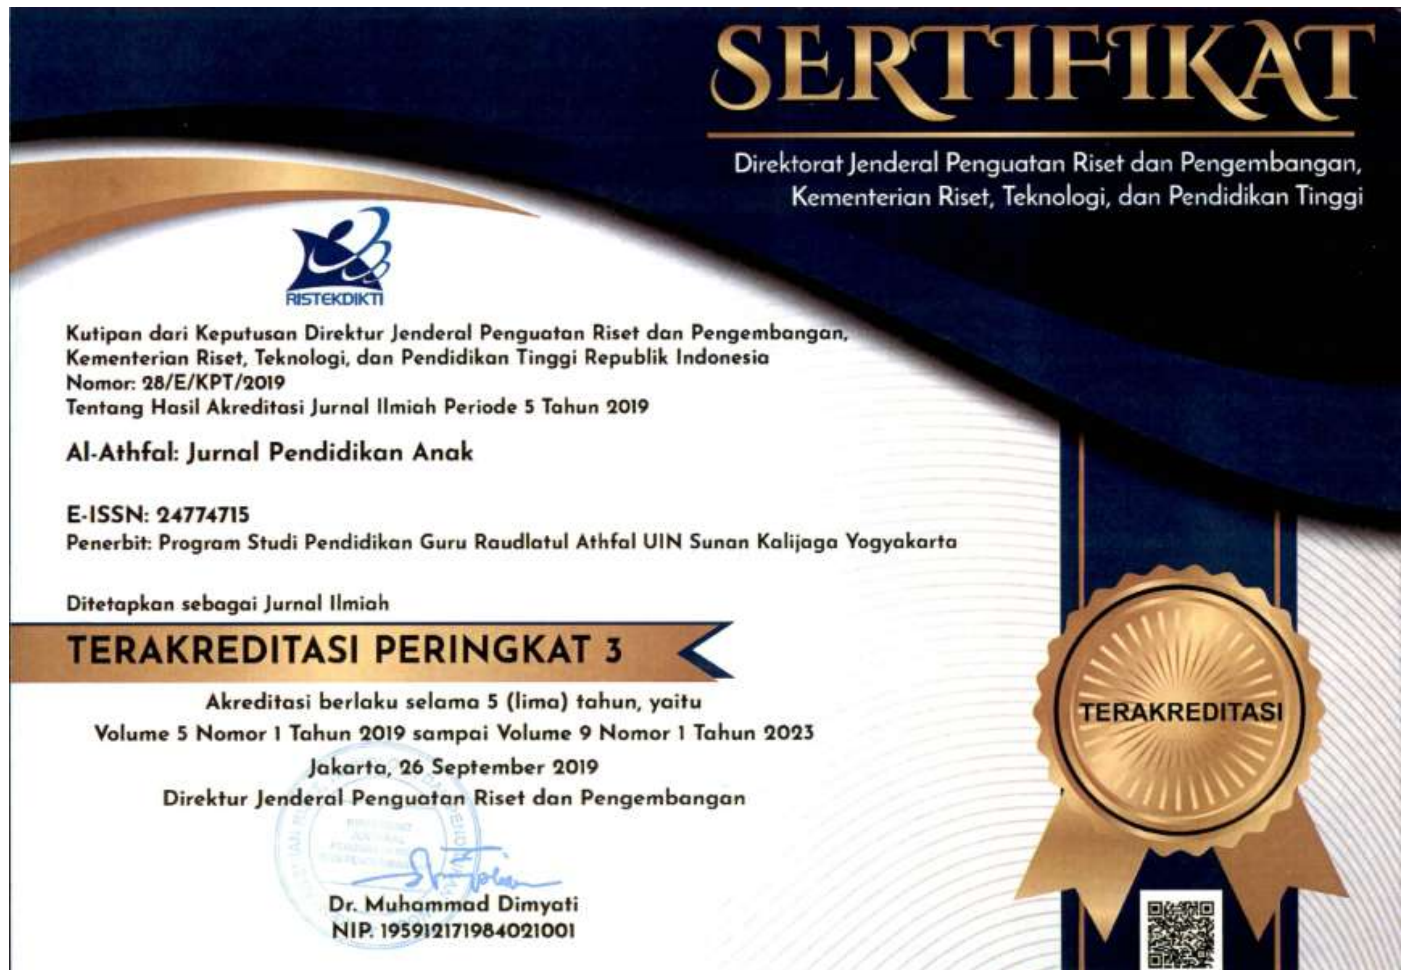 SERTIFIKAT
Direktorat Jenderal Penguatan Riset dan Pengembangan,
Kementerian Riset, Teknologi, dan Pendidikan Tinggi
RISTEKDIKTI
Kutipan dari Keputusan Direktur Jenderal Penguatan Riset dan Pengembangan,
Kementerian Riset, Teknologi, dan Pendidikan Tinggi Republik Indonesia
Nomor: 28/E/KPT/2019
Tentang Hasil Akreditasi Jurnal Ilmiah Periode 5 Tahun 2019
Al-Athfal: Jurnal Pendidikan Anak
E-ISSN: 24774715
Penerbit: Program Studi Pendidikan Guru Raudlatul Athfal UIN Sunan Kalijaga Yogyakarta
Ditetapkan sebagai Jurnal Ilmiah
TERAKREDITASI PERINGKAT 3
Akreditasi berlaku selama 5 (lima) tahun, yaitu
Volume 5 Nomor 1 Tahun 2019 sampai Volume 9 Nomor 1 Tahun 2023
Jakarta, 26 September 2019
Direktur Jenderal Penguatan Riset dan Pengembangan
Dr. Muhammad Dimyati
NIP. 195912171984021001
TERAKREDITASI